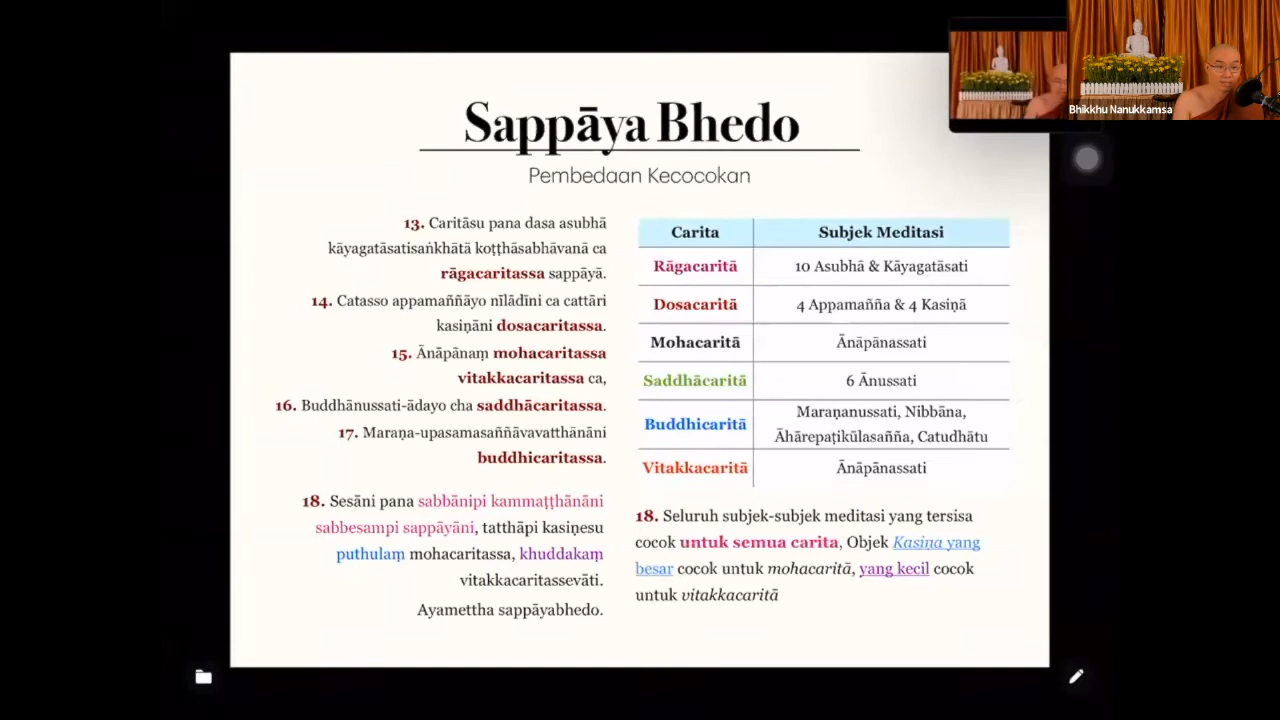 Bhikkhu Nanukkamsa
Sappāya Bhedo
Pembedaan Kecocokan
13. Caritāsu pana dasa asubhā
kāyagatāsatisaṅkhātā koṭṭhāsabhāvanā ca
rāgacaritassa sappāyā.
14. Catasso appamaññāyo nīlādīni ca cattāri
kasiṇāni dosacaritassa.
15. Ānāpānaṃ mohacaritassa
vitakkacaritassa ca,
16. Buddhānussati-ādayo cha saddhācaritassa.
17. Maraṇa-upasamasaññāvavatthānāni
buddhicaritassa.
18. Sesāni pana sabbānipi kammaṭṭhānāni
sabbesampi sappāyāni, tatthāpi kasiṇesu
puthulaṃ mohacaritassa, khuddakaṃ
vitakkacaritassevāti.
Ayamettha sappāyabhedo.
Carita Subjek Meditasi
Rāgacaritā 10 Asubhā & Kāyagatāsati
Dosacaritā 4 Appamañña & 4 Kasiṇā
Mohacaritā Ānāpānassati
Saddhācaritā 6 Ānussati
Buddhicaritā Maraṇanussati, Nibbāna,
Āhārepaṭikūlasañña, Catudhātu
Vitakkacaritā Ānāpānassati
18. Seluruh subjek-subjek meditasi yang tersisa
cocok untuk semua carita, Objek Kasiṇa yang
besar cocok untuk mohacaritā, yang kecil cocok
untuk vitakkacaritā